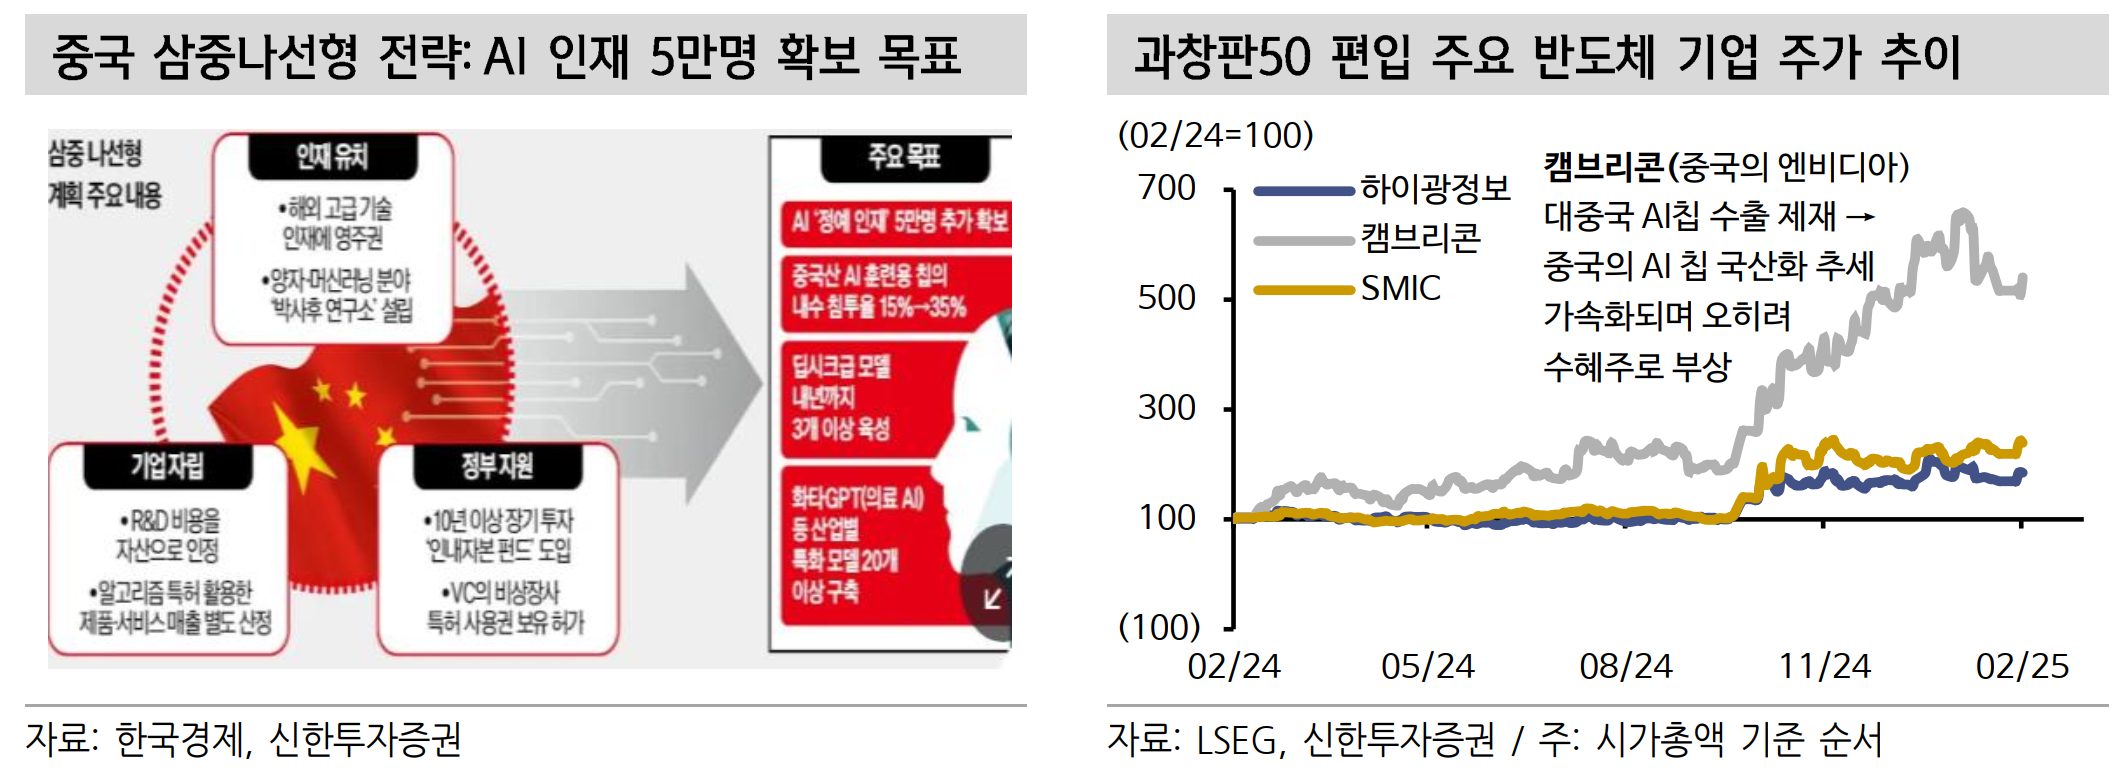 중국 삼중나선형 전략: AI 인재 5만명 확보 목표
삼중 나선형
계획 주요 내용
인재 유치
•해외 고급 기술
인재에 영주권
•양자·머신러닝 분야
'박사후 연구소' 설립
기업 자립
•R&D 비용을
자산으로 인정
•알고리즘 특허 활용한
제품·서비스 매출 별도 산정
정부 지원
•10년 이상 장기 투자
'인내자본 펀드' 도입
•VC의 비상장사
특허 사용권 보유 허가
주요 목표
AI '정예 인재' 5만명 추가 확보
중국산 AI 훈련용 칩의
내수 침투율 15%→35%
딥시크급 모델
내년까지
3개 이상 육성
화타GPT(의료 AI)
등 산업별
특화 모델 20개
이상 구축
자료: 한국경제, 신한투자증권
과창판50 편입 주요 반도체 기업 주가 추이
(02/24=100)
700
500
300
100
(100)
하이광정보
캠브리콘
SMIC
캠브리콘(중국의 엔비디아)
대중국 AI칩 수출 제재 →
중국의 AI 칩 국산화 추세
가속화되며 오히려
수혜주로 부상
02/24 05/24 08/24 11/24 02/25
자료: LSEG, 신한투자증권 / 주: 시가총액 기준 순서